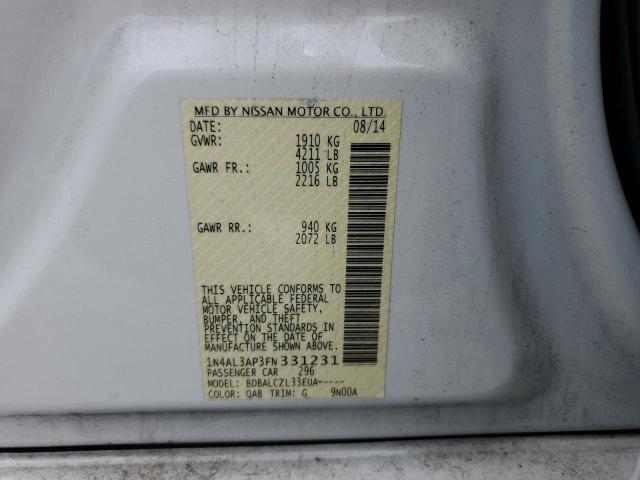 MFD BY NISSAN MOTOR CO., LTD.
DATE: 08/14
GVWR: 1910 KG
4211 LB
GAWR FR.: 1005 KG
2216 LB
GAWR RR.: 940 KG
2072 LB
THIS VEHICLE CONFORMS TO
ALL APPLICABLE FEDERAL
MOTOR VEHICLE SAFETY,
BUMPER, AND THEFT
PREVENTION STANDARDS IN
EFFECT ON THE DATE OF
MANUFACTURE SHOWN ABOVE.
1N4AL3AP3FN 331231
PASSENGER CAR 296
MODEL: BDBALCZL33EUA-----
COLOR: QAB TRIM: G 9N00A